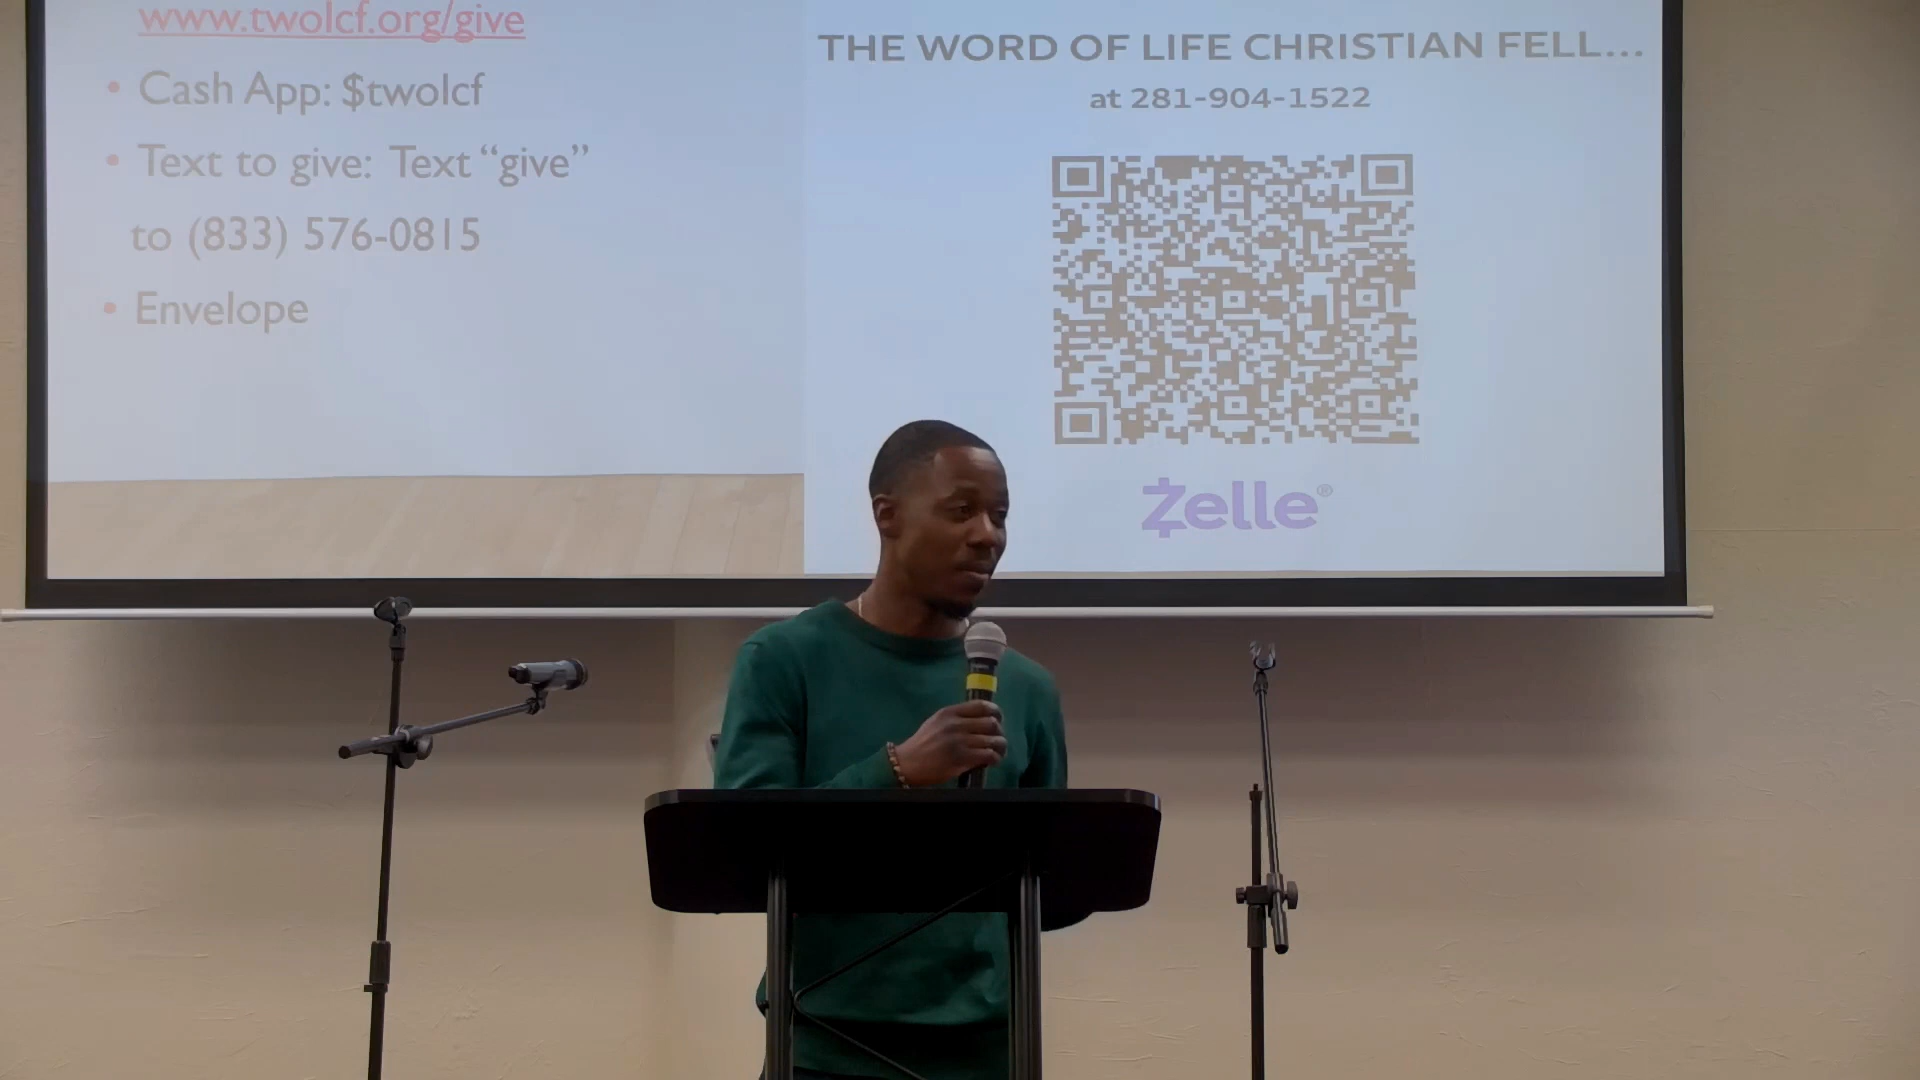 www.twolcf.org/give
• Cash App: $twolcf
• Text to give: Text “give”
to (833) 576-0815
• Envelope
THE WORD OF LIFE CHRISTIAN FELL...
at 281-904-1522
Zelle®